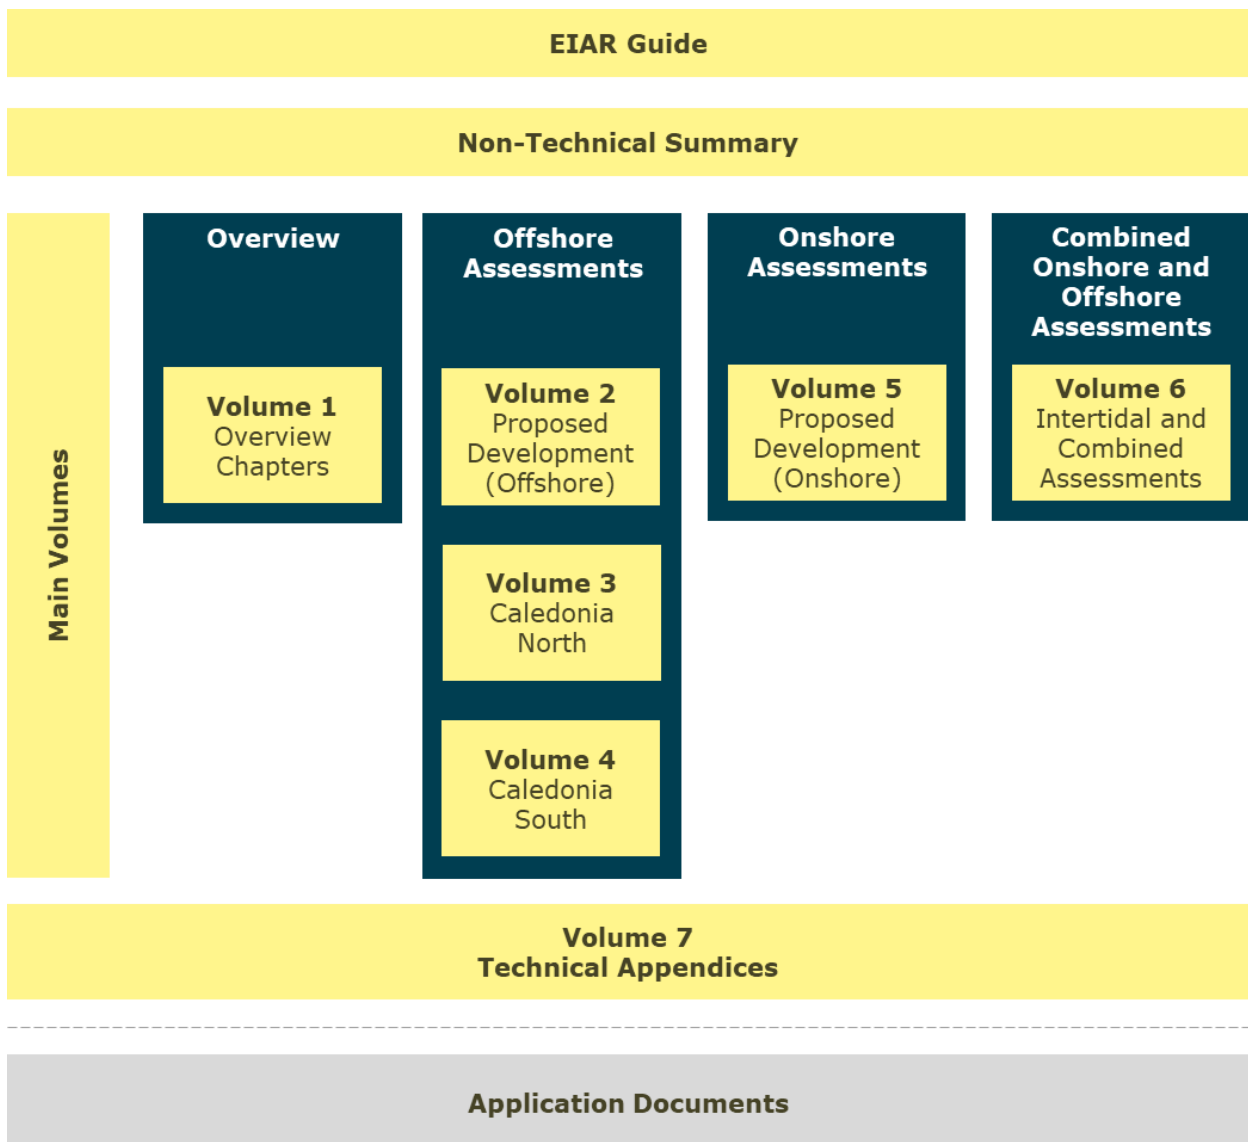 EIAR Guide
Non-Technical Summary
Main Volumes
Overview
Volume 1
Overview
Chapters
Offshore
Assessments
Volume 2
Proposed
Development
(Offshore)
Volume 3
Caledonia
North
Volume 4
Caledonia
South
Onshore
Assessments
Volume 5
Proposed
Development
(Onshore)
Combined
Onshore and
Offshore
Assessments
Volume 6
Intertidal and
Combined
Assessments
Volume 7
Technical Appendices
Application Documents